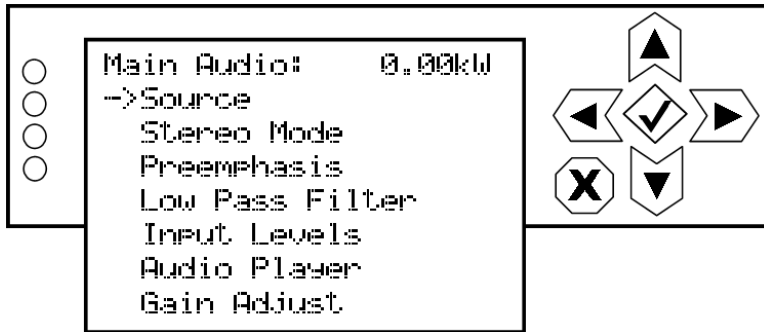 Main Audio: 0.00kW
->Source
Stereo Mode
Preemphasis
Low Pass Filter
Input Levels
Audio Player
Gain Adjust
X